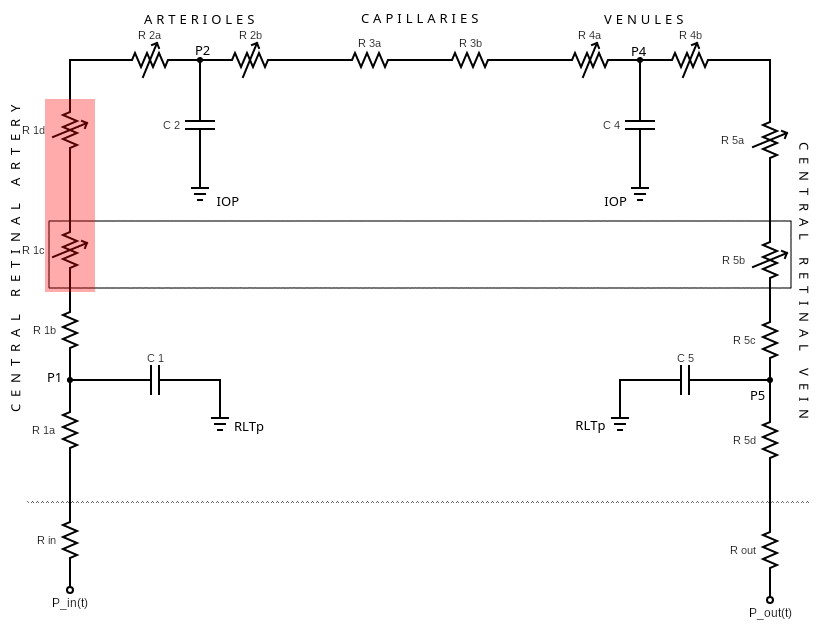 ARTERIOLES
CAPILLARIES
VENULES
R 2a
P2
R 2b
R 3a
R 3b
R 4a
P4
R 4b
CENTRAL RETINAL ARTERY
R 1d
C 2
C 4
R 5a
CENTRAL RETINAL VEIN
IOP
IOP
R 1c
R 5b
R 1b
R 5c
C 1
C 5
P1
P5
R 1a
RLTp
RLTp
R 5d
R in
R out
P_in(t)
P_out(t)